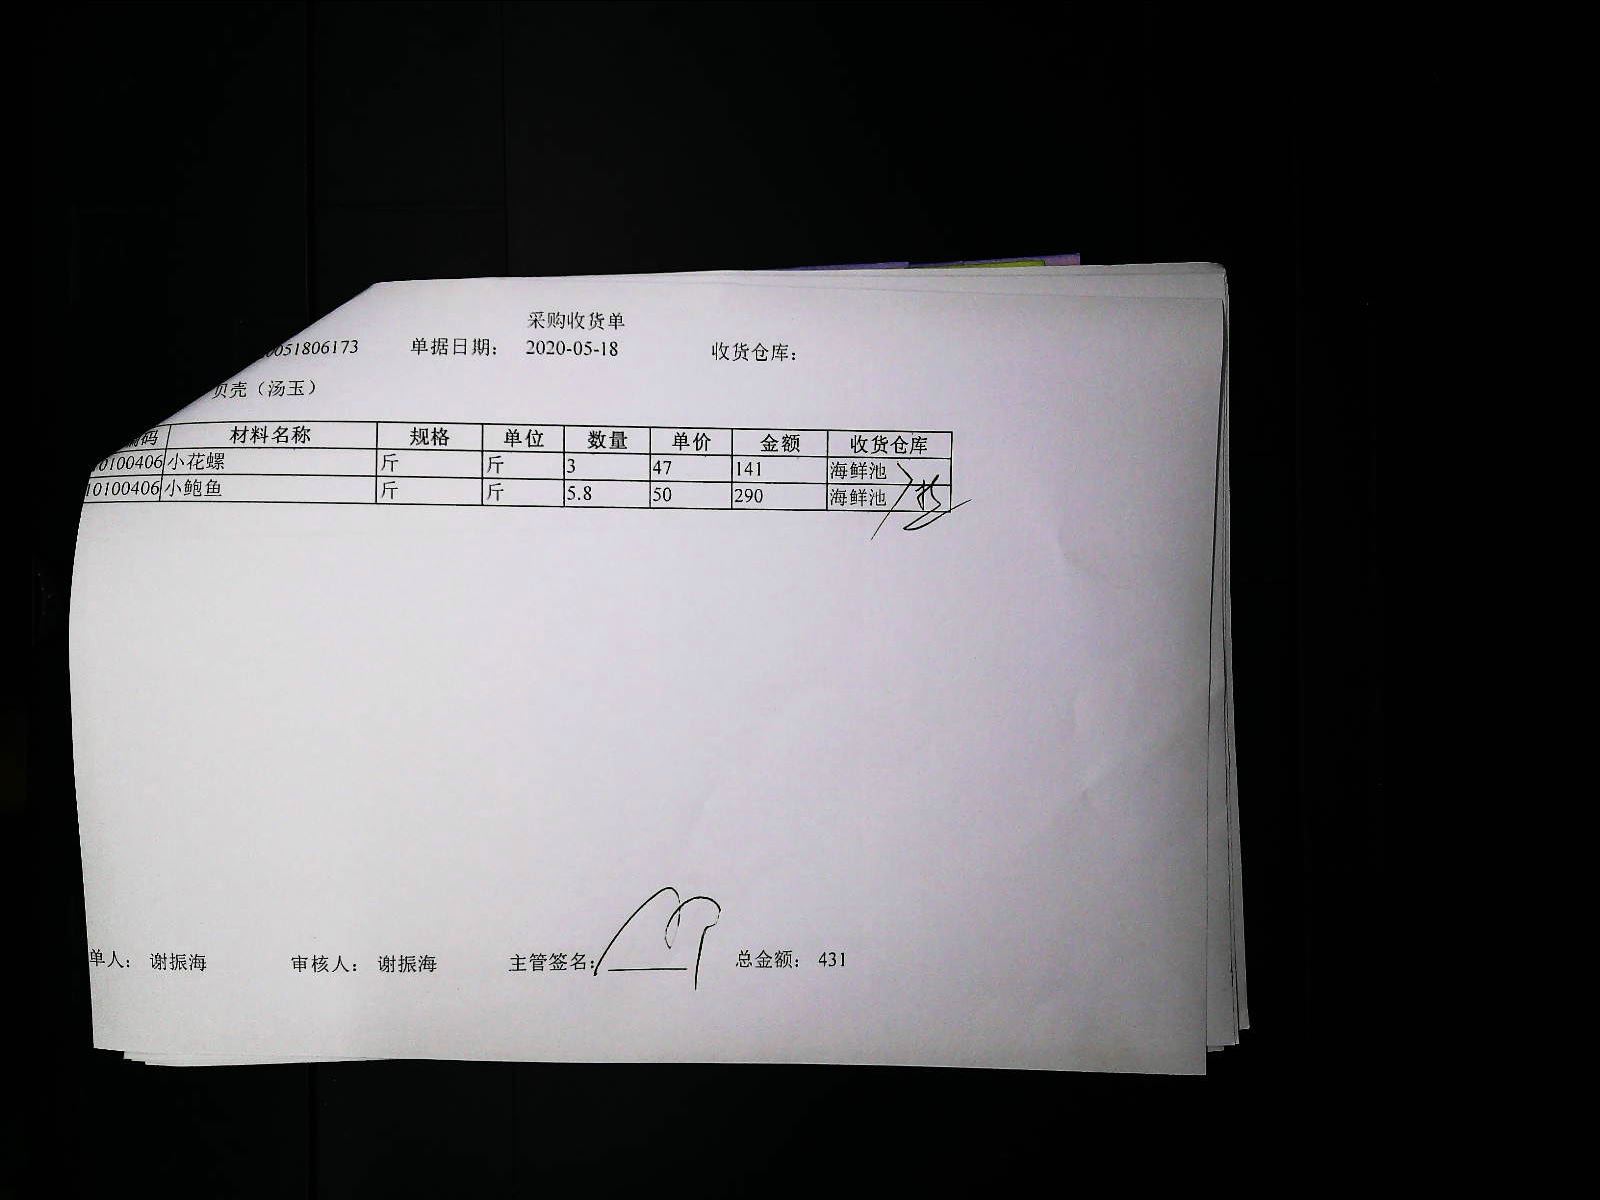 采购收货单
0051806173 单据日期： 2020-05-18 收货仓库：
贝壳（汤玉）
编码 材料名称 规格 单位 数量 单价 金额 收货仓库
10100406 小花螺 斤 斤 3 47 141 海鲜池
10100406 小鲍鱼 斤 斤 5.8 50 290 海鲜池
单人： 谢振海 审核人： 谢振海 主管签名： 总金额： 431